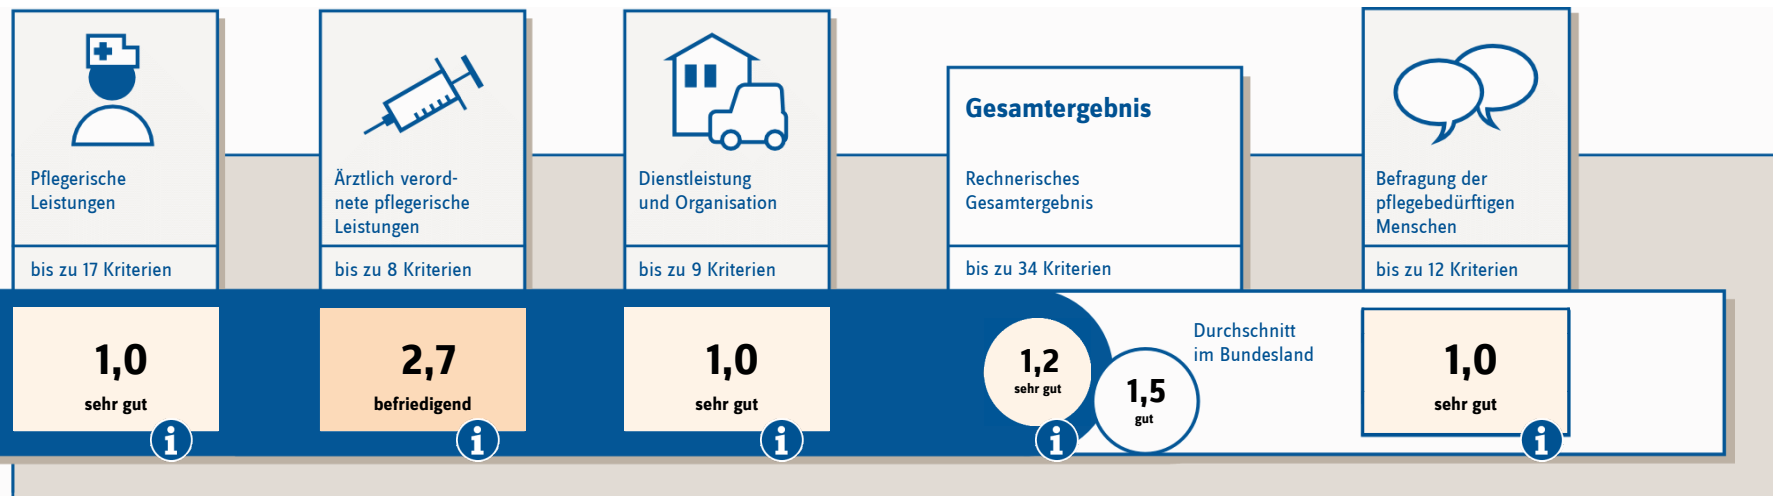 Pflegerische
Leistungen
bis zu 17 Kriterien
1,0
sehr gut
i
Ärztlich verord-
nete pflegerische
Leistungen
bis zu 8 Kriterien
2,7
befriedigend
i
Dienstleistung
und Organisation
bis zu 9 Kriterien
1,0
sehr gut
i
Gesamtergebnis
Rechnerisches
Gesamtergebnis
bis zu 34 Kriterien
1,2
sehr gut
i
Durchschnitt
im Bundesland
1,5
gut
Befragung der
pflegebedürftigen
Menschen
bis zu 12 Kriterien
1,0
sehr gut
i